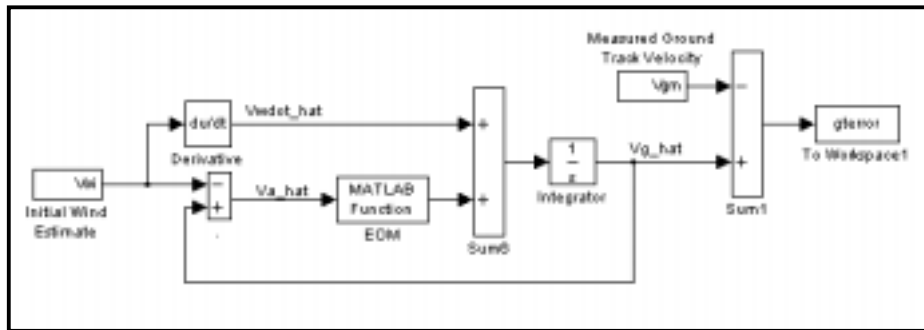 Measured Ground
Track Velocity
Vgm
−
du/dt
Vwdot_hat
+
Derivative
gterror
To Workspace1
1
s
Vg_hat
+
Integrator
Vwi
−
+
Va_hat
MATLAB
Function
+
EOM
Initial Wind
Estimate
Sum1
Sum6